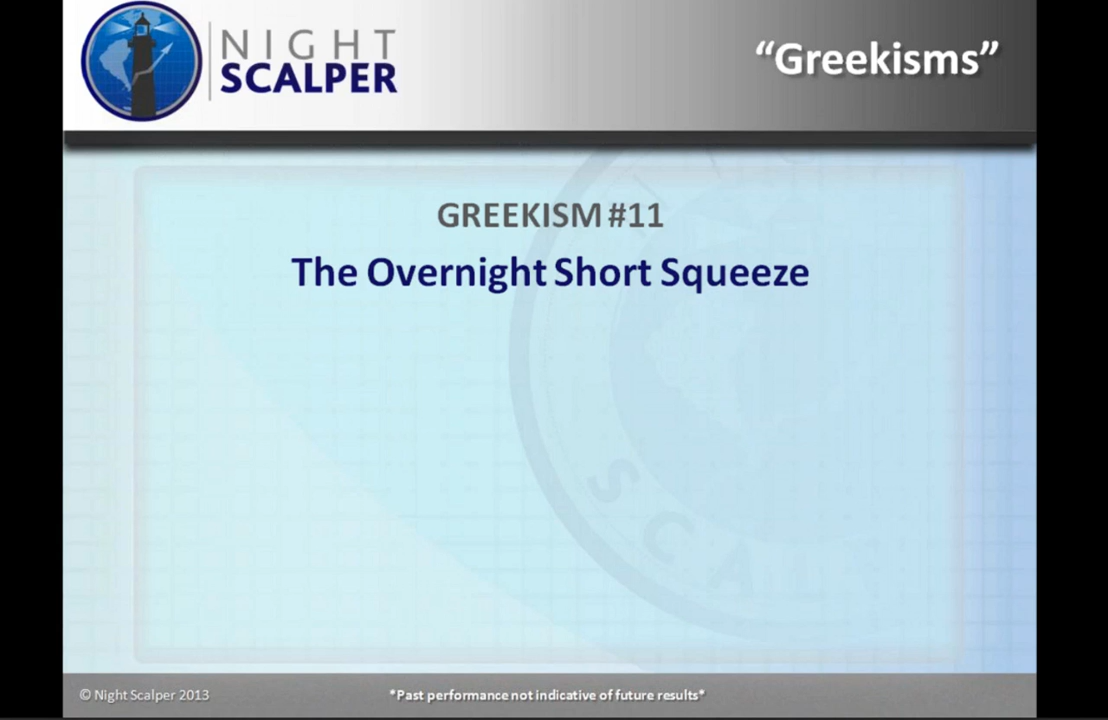 NIGHT
SCALPER
“Greekisms”
GREEKISM #11
The Overnight Short Squeeze
SCAL
© Night Scalper 2013
*Past performance not indicative of future results*